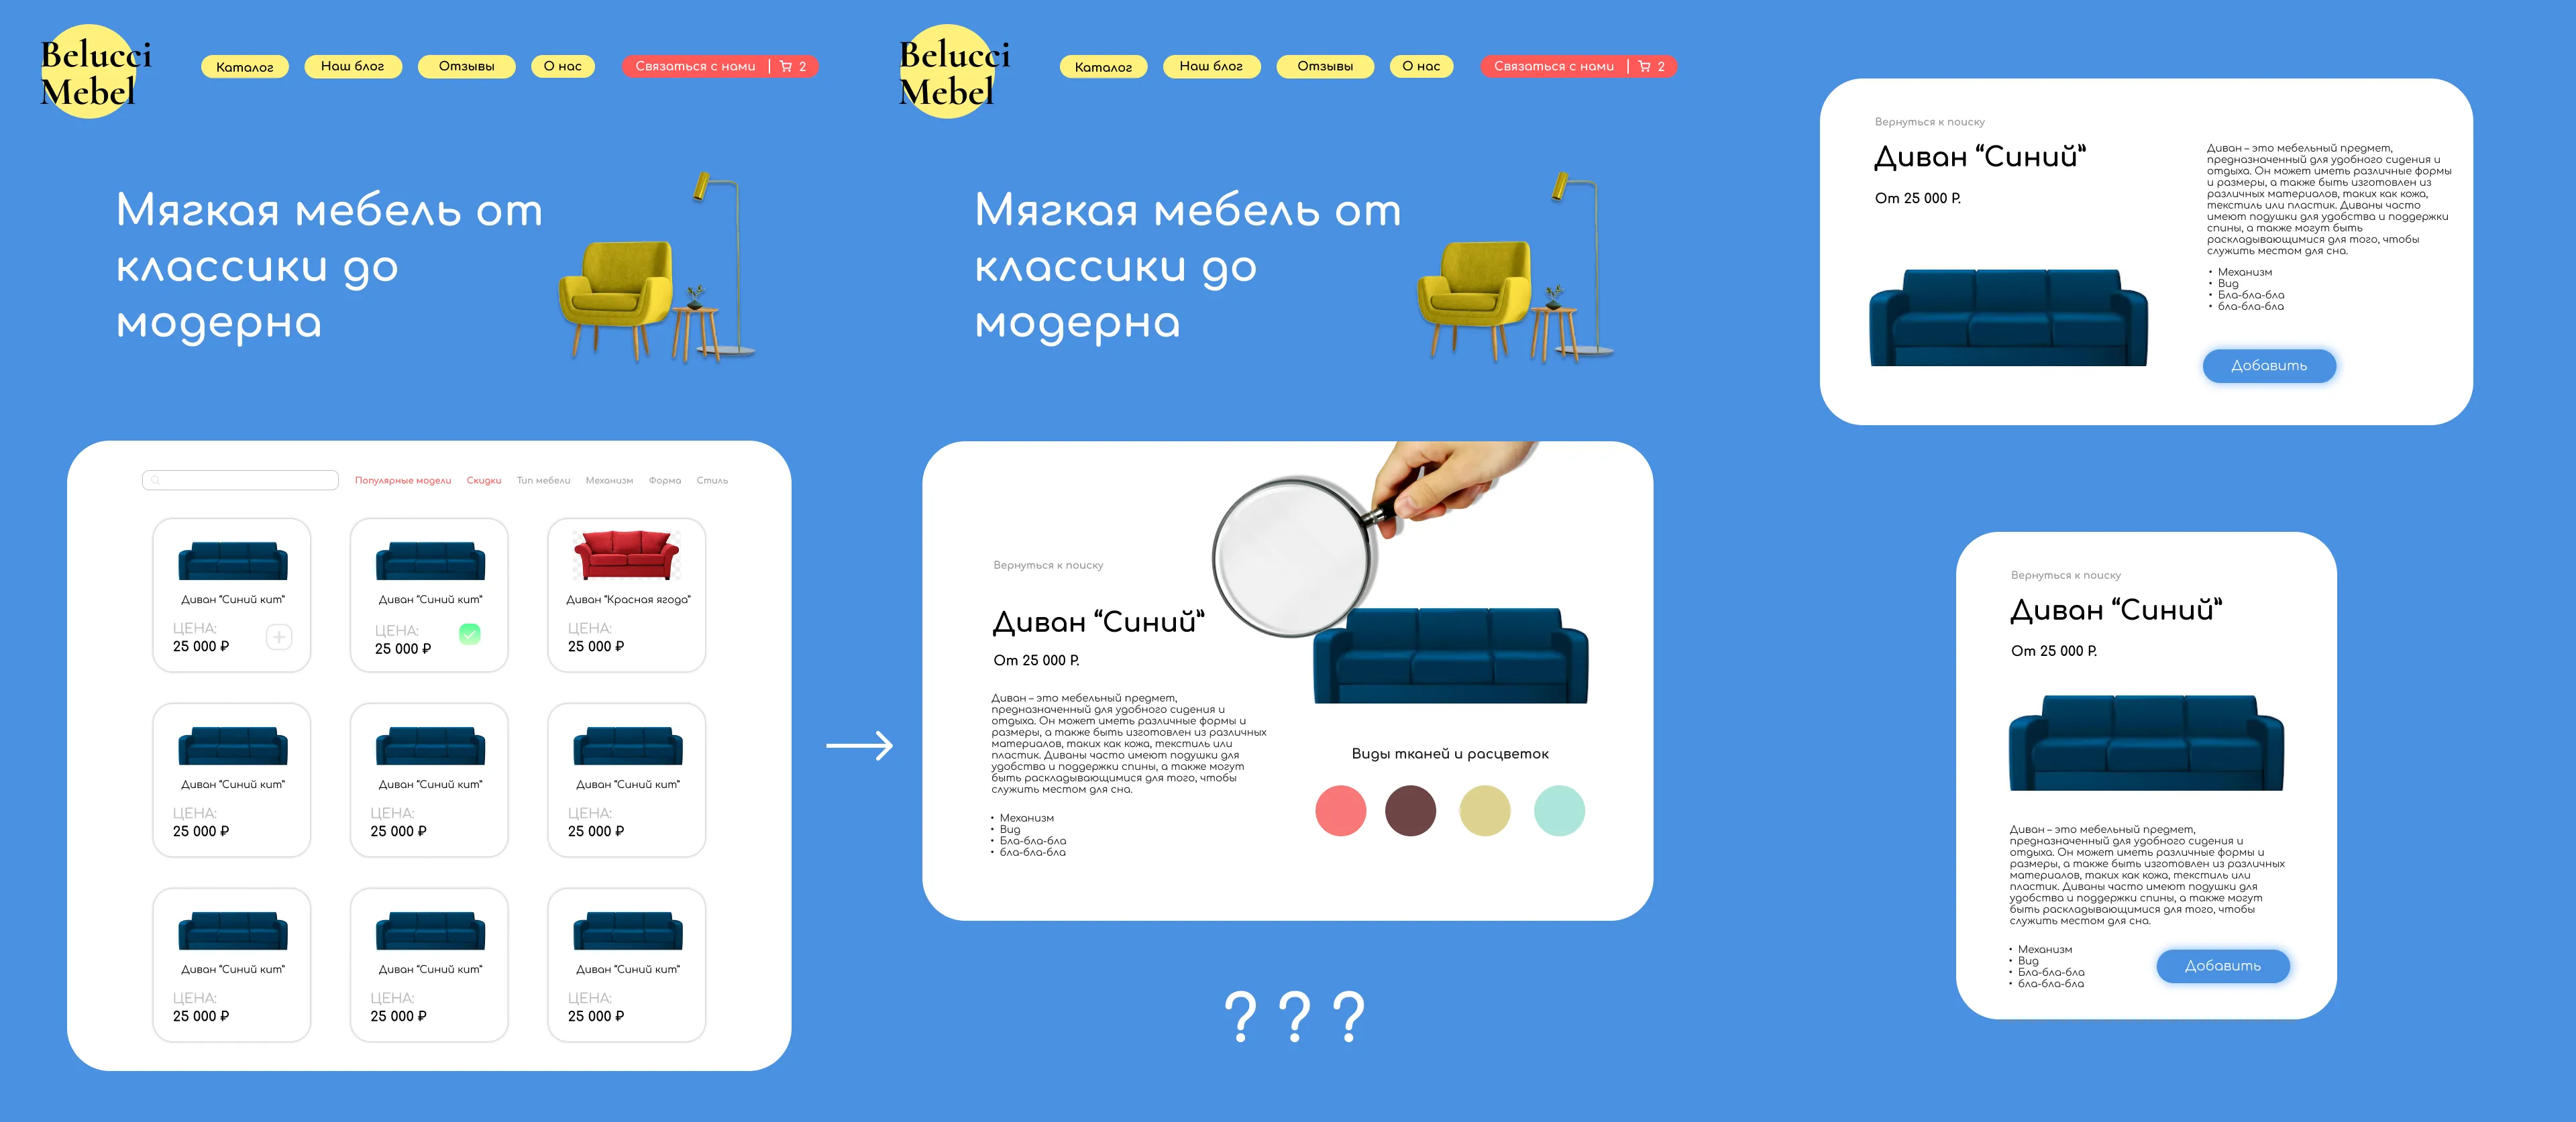 Belucci
Mebel
Каталог
Наш блог
Отзывы
О нас
Связаться с нами | 2
Мягкая мебель от
классики до
модерна
Популярные модели
Скидки
Тип мебели
Механизм
Форма
Стиль
Диван “Синий кит”
ЦЕНА:
25 000 ₽
Диван “Синий кит”
ЦЕНА:
25 000 ₽
Диван “Красная ягода”
ЦЕНА:
25 000 ₽
Диван “Синий кит”
ЦЕНА:
25 000 ₽
Диван “Синий кит”
ЦЕНА:
25 000 ₽
Диван “Синий кит”
ЦЕНА:
25 000 ₽
Диван “Синий кит”
ЦЕНА:
25 000 ₽
Диван “Синий кит”
ЦЕНА:
25 000 ₽
Диван “Синий кит”
ЦЕНА:
25 000 ₽
Belucci
Mebel
Каталог
Наш блог
Отзывы
О нас
Связаться с нами | 2
Мягкая мебель от
классики до
модерна
Вернуться к поиску
Диван “Синий”
От 25 000 Р.
Диван – это мебельный предмет,
предназначенный для удобного сидения и
отдыха. Он может иметь различные формы и
размеры, а также быть изготовлен из различных
материалов, таких как кожа, текстиль или
пластик. Диваны часто имеют подушки для
удобства и поддержки спины, а также могут
быть раскладывающимися для того, чтобы
служить местом для сна.
• Механизм
• Вид
• Бла-бла-бла
• бла-бла-бла
Виды тканей и расцветок
? ? ?
Вернуться к поиску
Диван “Синий”
От 25 000 Р.
Диван – это мебельный предмет,
предназначенный для удобного сидения и
отдыха. Он может иметь различные формы
и размеры, а также быть изготовлен из
различных материалов, таких как кожа,
текстиль или пластик. Диваны часто
имеют подушки для удобства и поддержки
спины, а также могут быть
раскладывающимися для того, чтобы
служить местом для сна.
• Механизм
• Вид
• Бла-бла-бла
• бла-бла-бла
Добавить
Вернуться к поиску
Диван “Синий”
От 25 000 Р.
Диван – это мебельный предмет,
предназначенный для удобного сидения и
отдыха. Он может иметь различные формы и
размеры, а также быть изготовлен из различных
материалов, таких как кожа, текстиль или
пластик. Диваны часто имеют подушки для
удобства и поддержки спины, а также могут
быть раскладывающимися для того, чтобы
служить местом для сна.
• Механизм
• Вид
• Бла-бла-бла
• бла-бла-бла
Добавить